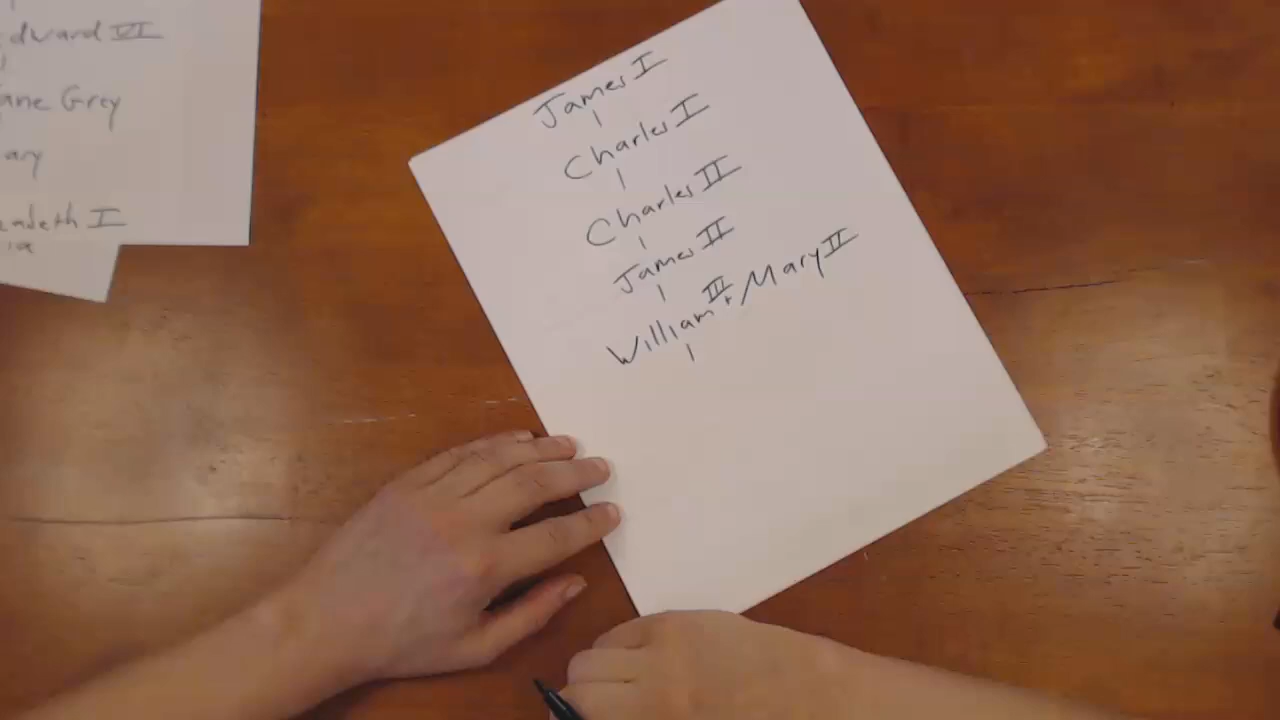 dward VI
ane Grey
ary
zabeth I
James I
Charles I
Charles II
James II
William III + Mary II